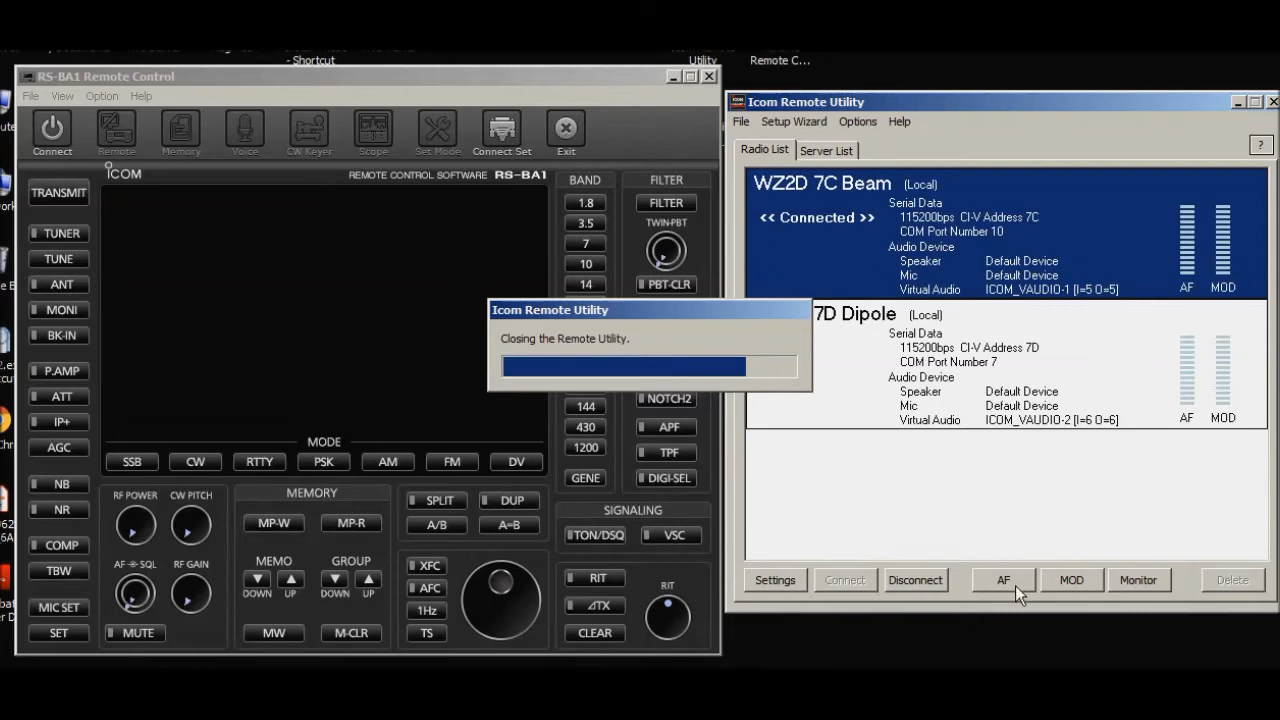 - Shortcut
Utility
Remote C...
RS-BA1 Remote Control
File View Option Help
Connect Remote Memory Voice CW Keyer Scope Set Mode Connect Set Exit
ICOM REMOTE CONTROL SOFTWARE RS-BA1
TRANSMIT
TUNER
TUNE
ANT
MONI
BK-IN
P.AMP
ATT
IP+
AGC
NB
NR
COMP
TBW
MIC SET
SET
BAND
1.8
3.5
7
10
14
144
430
1200
GENE
FILTER
FILTER
TWIN-PBT
PBT-CLR
NOTCH2
APF
TPF
DIGI-SEL
MODE
SSB CW RTTY PSK AM FM DV
RF POWER CW PITCH
AF SQL RF GAIN
MUTE
MEMORY
MP-W MP-R
MEMO GROUP
DOWN UP DOWN UP
MW M-CLR
SPLIT DUP
A/B A=B
XFC
AFC
1Hz
TS
SIGNALING
TON/DSQ VSC
RIT
ΔTX
CLEAR
RIT
Icom Remote Utility
Closing the Remote Utility.
Icom Remote Utility
File Setup Wizard Options Help
Radio List Server List ?
WZ2D 7C Beam (Local)
<< Connected >>
Serial Data
115200bps CI-V Address 7C
COM Port Number 10
Audio Device
Speaker Default Device
Mic Default Device
Virtual Audio ICOM_VAUDIO-1 [I=5 O=5]
AF MOD
7D Dipole (Local)
Serial Data
115200bps CI-V Address 7D
COM Port Number 7
Audio Device
Speaker Default Device
Mic Default Device
Virtual Audio ICOM_VAUDIO-2 [I=6 O=6]
AF MOD
Settings Connect Disconnect AF MOD Monitor Delete